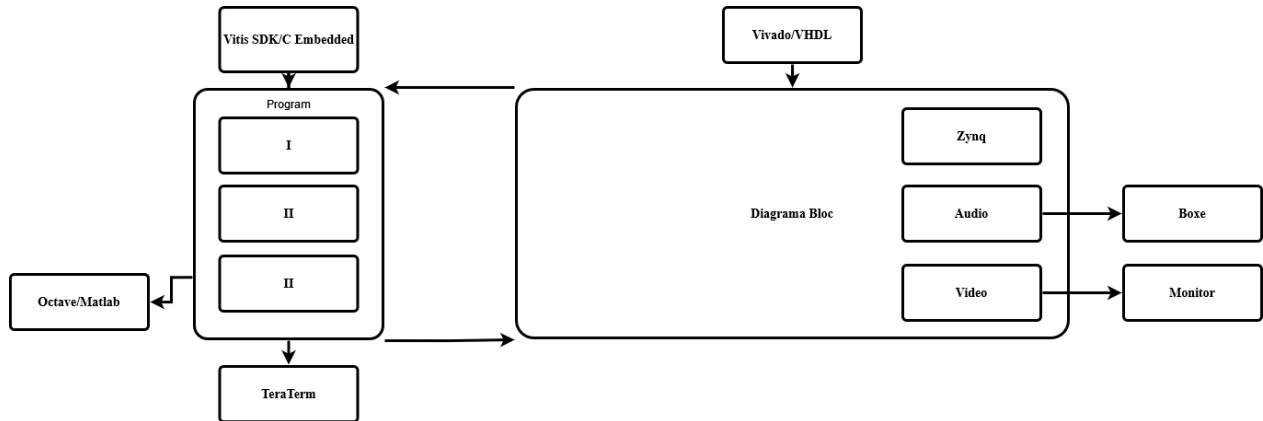 Vitis SDK/C Embedded
Program
I
II
II
Octave/Matlab
TeraTerm
Vivado/VHDL
Diagrama Bloc
Zynq
Audio
Video
Boxe
Monitor